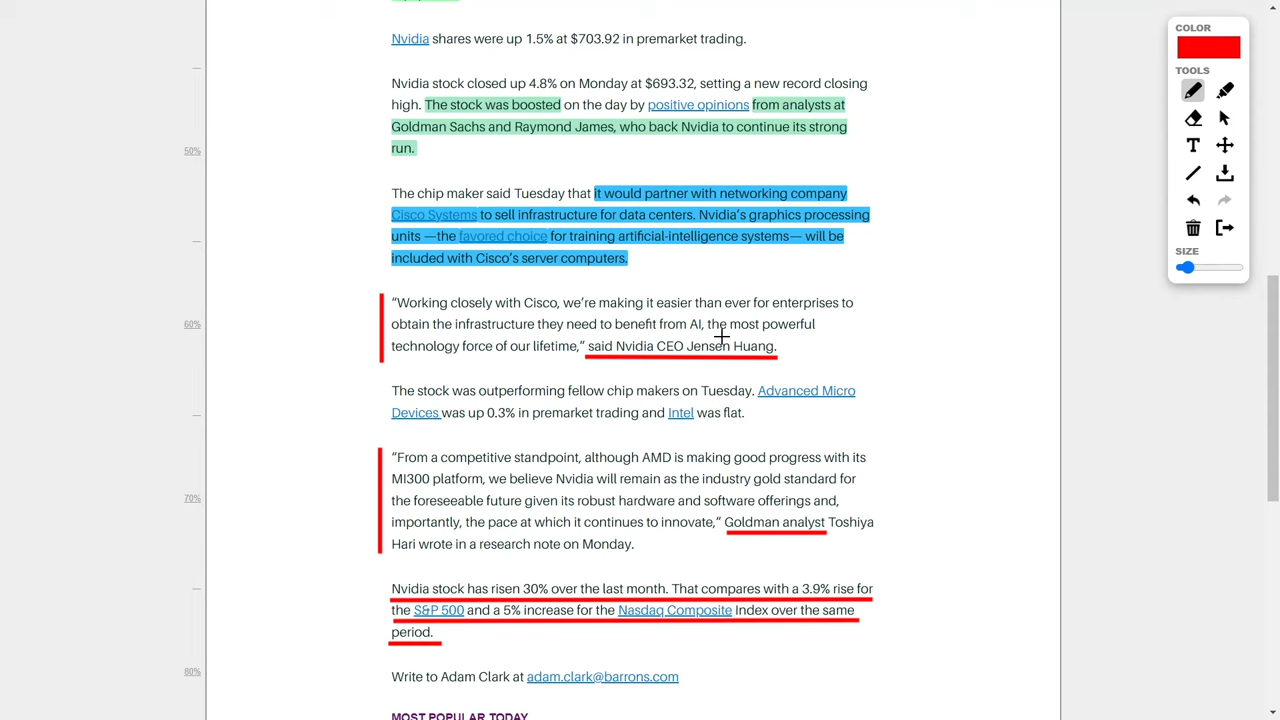 COLOR
TOOLS
T
SIZE
50%
60%
70%
80%
Nvidia shares were up 1.5% at $703.92 in premarket trading.
Nvidia stock closed up 4.8% on Monday at $693.32, setting a new record closing
high. The stock was boosted on the day by positive opinions from analysts at
Goldman Sachs and Raymond James, who back Nvidia to continue its strong
run.
The chip maker said Tuesday that it would partner with networking company
Cisco Systems to sell infrastructure for data centers. Nvidia’s graphics processing
units —the favored choice for training artificial-intelligence systems— will be
included with Cisco’s server computers.
“Working closely with Cisco, we’re making it easier than ever for enterprises to
obtain the infrastructure they need to benefit from AI, the most powerful
technology force of our lifetime,” said Nvidia CEO Jensen Huang.
The stock was outperforming fellow chip makers on Tuesday. Advanced Micro
Devices was up 0.3% in premarket trading and Intel was flat.
“From a competitive standpoint, although AMD is making good progress with its
MI300 platform, we believe Nvidia will remain as the industry gold standard for
the foreseeable future given its robust hardware and software offerings and,
importantly, the pace at which it continues to innovate,” Goldman analyst Toshiya
Hari wrote in a research note on Monday.
Nvidia stock has risen 30% over the last month. That compares with a 3.9% rise for
the S&P 500 and a 5% increase for the Nasdaq Composite Index over the same
period.
Write to Adam Clark at adam.clark@barrons.com
MOST POPULAR TODAY